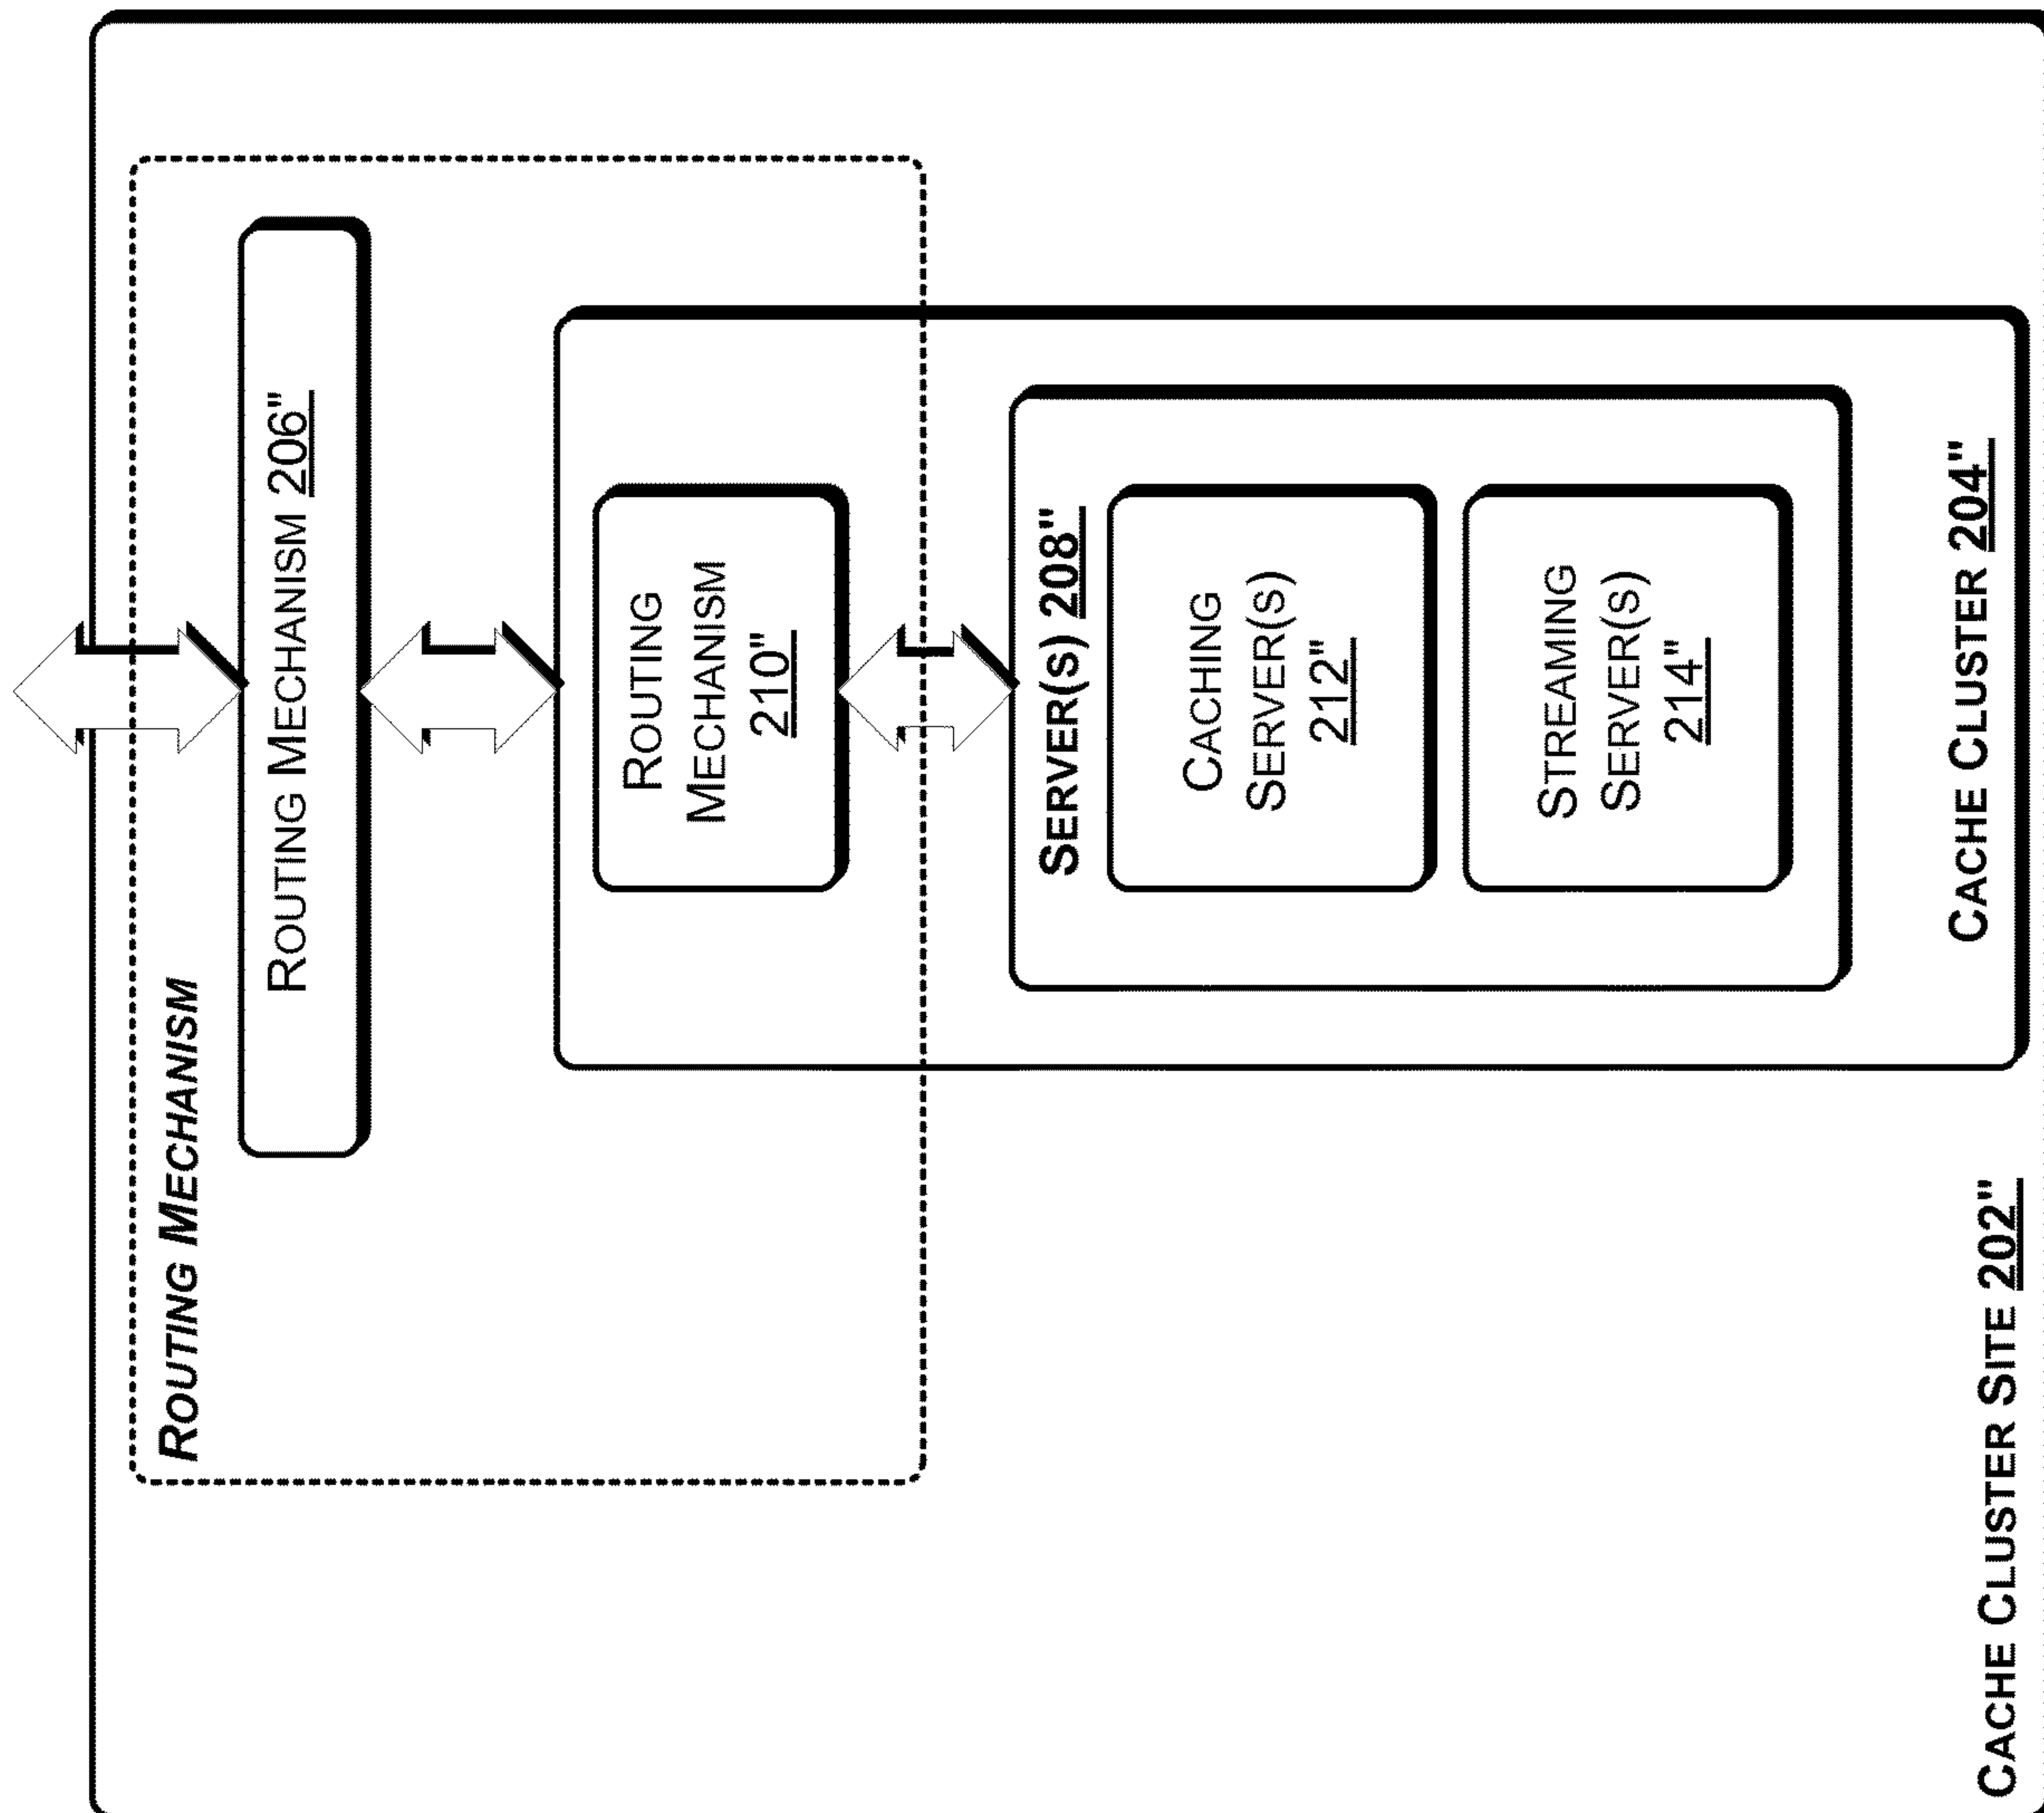 ROUTING MECHANISM
ROUTING MECHANISM 206"
ROUTING
MECHANISM
210"
SERVER(S) 208"
CACHING
SERVER(S)
212"
STREAMING
SERVER(S)
214"
CACHE CLUSTER 204"
CACHE CLUSTER SITE 202"